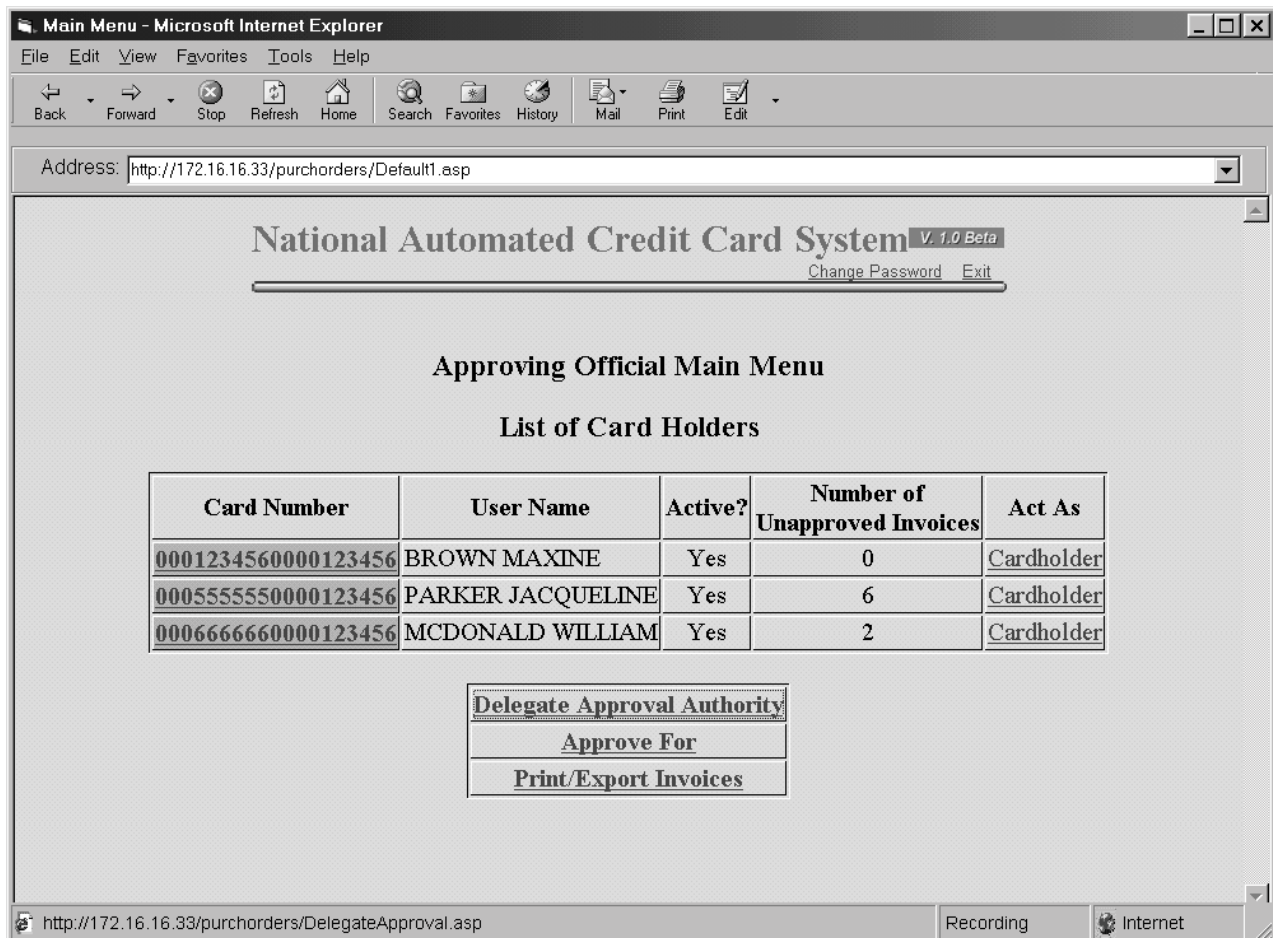 Main Menu - Microsoft Internet Explorer
File Edit View Favorites Tools Help
Back Forward Stop Refresh Home Search Favorites History Mail Print Edit
Address: http://172.16.16.33/purchorders/Default1.asp
National Automated Credit Card System V. 1.0 Beta
Change Password Exit
Approving Official Main Menu
List of Card Holders
Card Number User Name Active? Number of Unapproved Invoices Act As
0001234560000123456 BROWN MAXINE Yes 0 Cardholder
0005555550000123456 PARKER JACQUELINE Yes 6 Cardholder
0006666660000123456 MCDONALD WILLIAM Yes 2 Cardholder
Delegate Approval Authority
Approve For
Print/Export Invoices
http://172.16.16.33/purchorders/DelegateApproval.asp Recording Internet